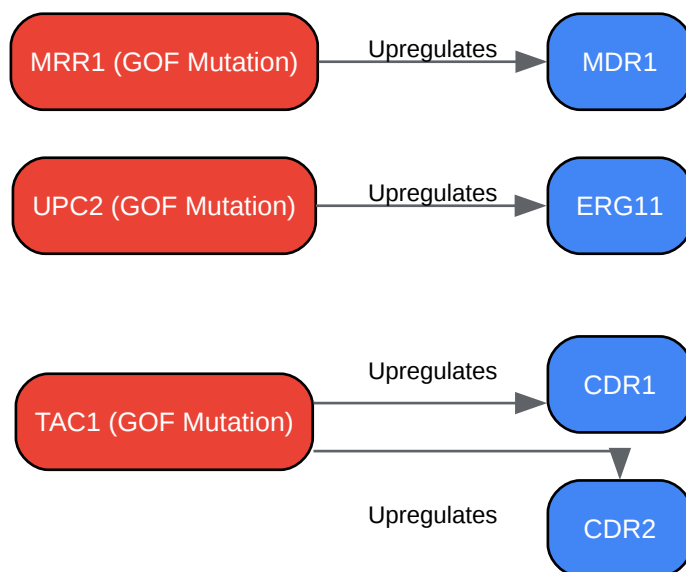 MRR1 (GOF Mutation) Upregulates MDR1
UPC2 (GOF Mutation) Upregulates ERG11
Upregulates CDR1
TAC1 (GOF Mutation)
Upregulates CDR2